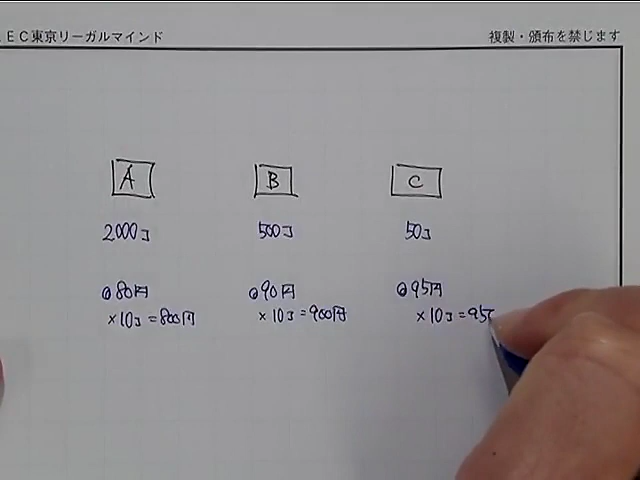 LEC東京リーガルマインド
複製・頒布を禁じます
A B C
2000コ 500コ 50コ
@80円 @90円 @95円
×10コ=800円 ×10コ=900円 ×10コ=950